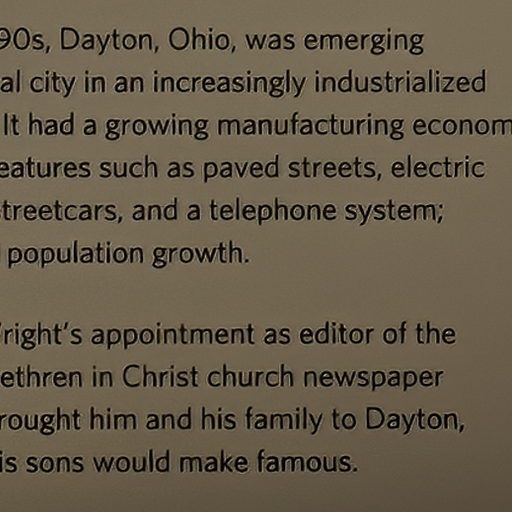 90s, Dayton, Ohio, was emerging
al city in an increasingly industrialized
It had a growing manufacturing econom
eatures such as paved streets, electric
treetcars, and a telephone system;
population growth.
right's appointment as editor of the
ethren in Christ church newspaper
rought him and his family to Dayton,
is sons would make famous.